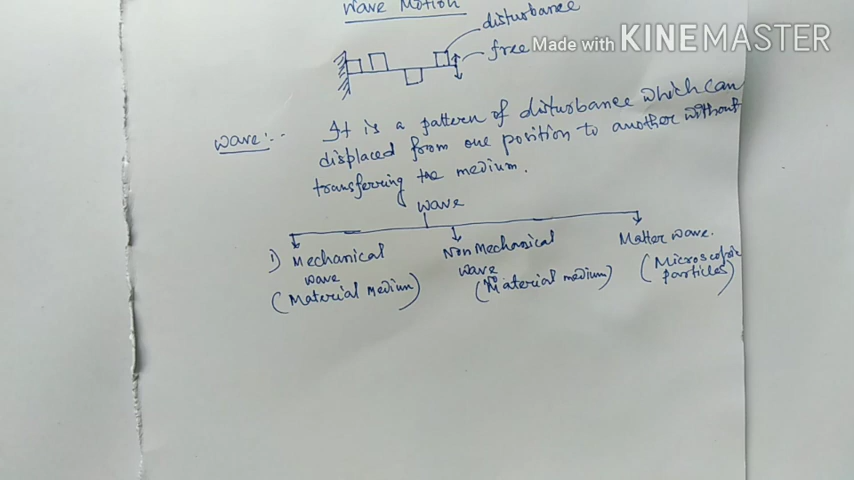 Wave Motion
disturbance
free
Made with KINEMASTER
Wave:--
It is a pattern of disturbance which can
displaced from one position to another without
transferring the medium.
Wave
1) Mechanical
wave
(Material medium)
Non Mechanical
wave
(No Material medium)
Matter wave.
(Microscopic
particles)